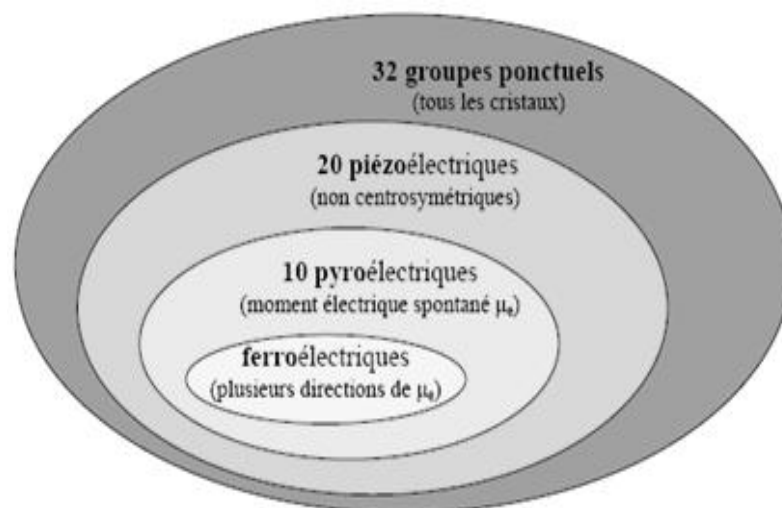 32 groupes ponctuels
(tous les cristaux)
20 piézoélectriques
(non centrosymétriques)
10 pyroélectriques
(moment électrique spontané μe)
ferroélectriques
(plusieurs directions de μe)